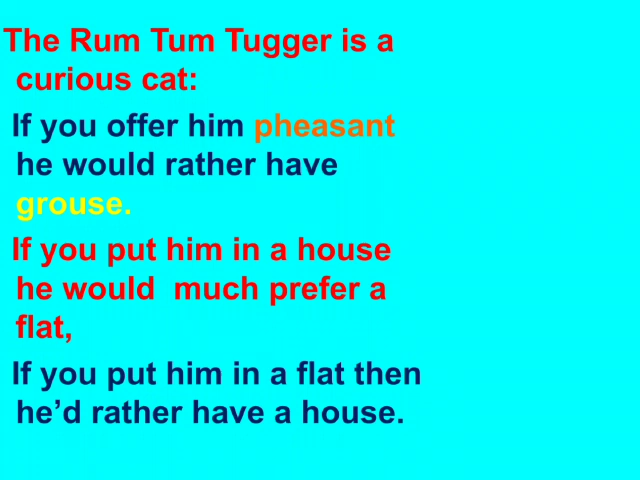 The Rum Tum Tugger is a
curious cat:
If you offer him pheasant
he would rather have
grouse.
If you put him in a house
he would  much prefer a
flat,
If you put him in a flat then
he’d rather have a house.